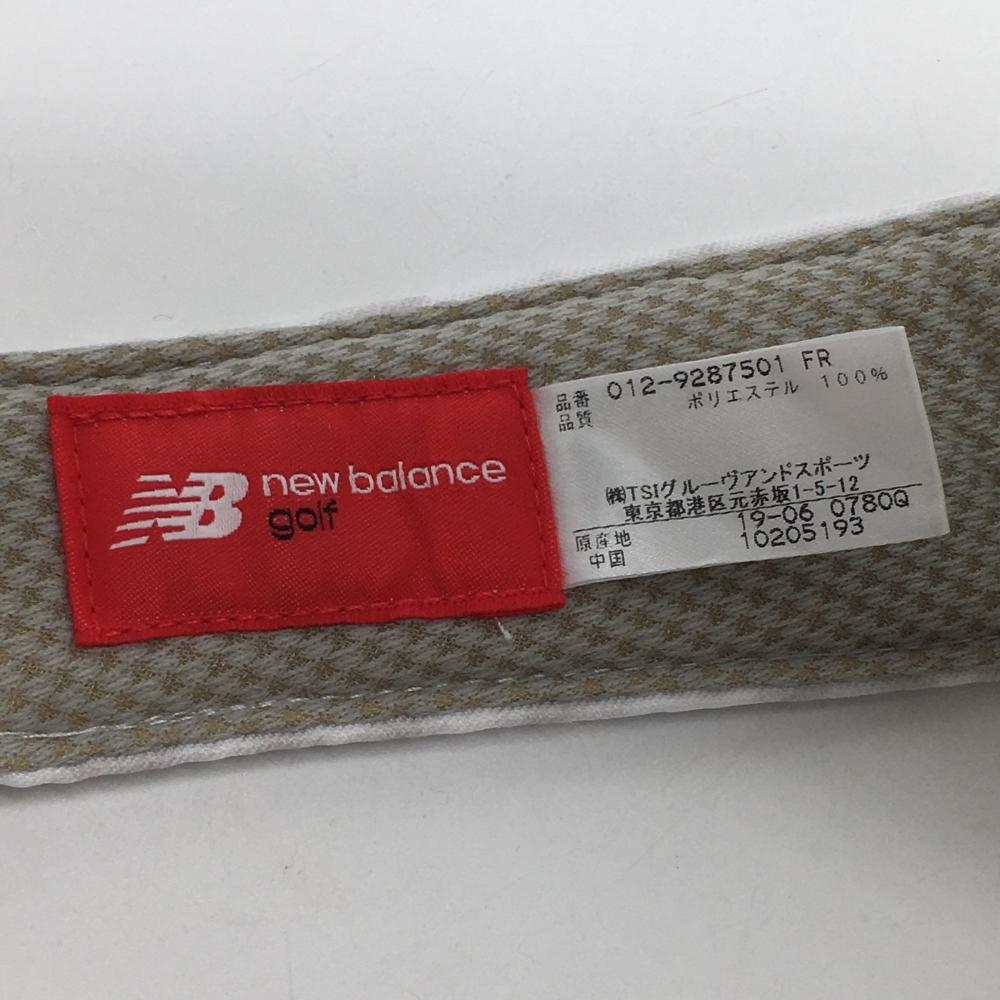 NB new balance
golf
品番 012-9287501 FR
品質 ポリエステル 100%
㈱TSIグルーヴアンドスポーツ
東京都港区元赤坂1-5-12
19-06 0780Q
原産地 10205193
中国